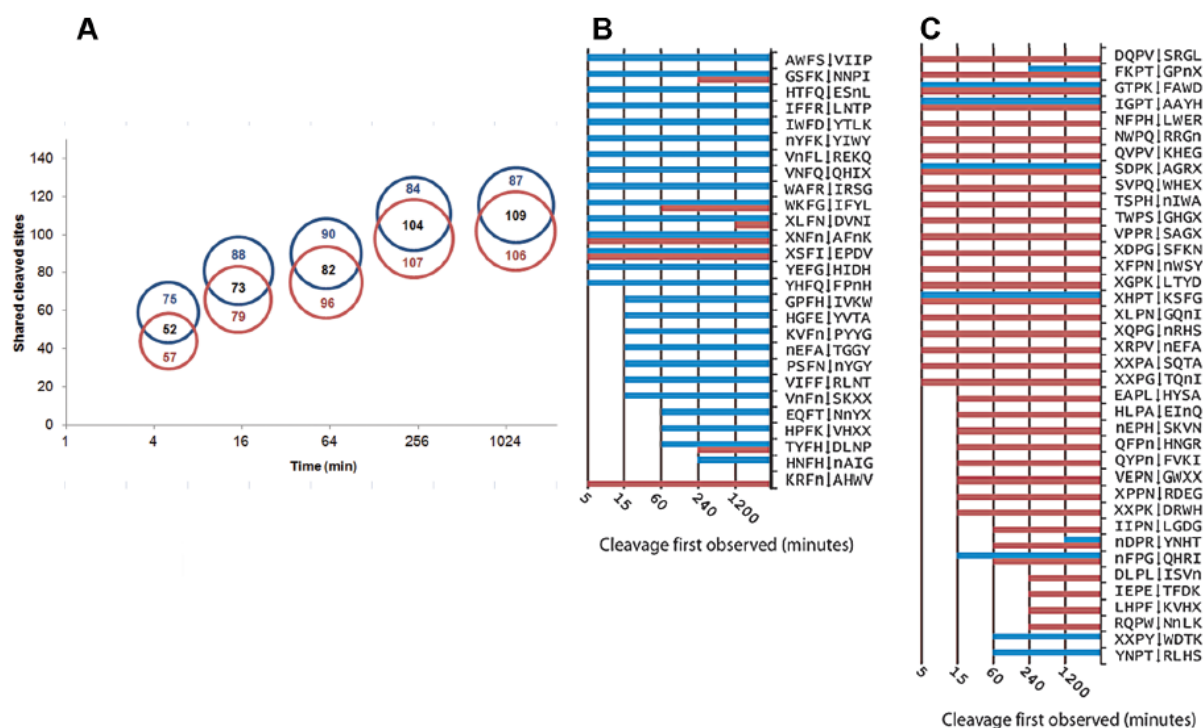 A
B
C
Shared cleaved sites
140
120
100
80
60
40
20
0
1
4
16
64
256
1024
Time (min)
75
52
57
88
73
79
90
82
96
84
104
107
87
109
106
AWFS↓VIIP
GSFK↓NNPI
HTFQ↓ESnL
IFFR↓LNTP
IWFD↓YTLK
nYFK↓YIWY
VnFL↓REKQ
VNFQ↓QHIX
WAFR↓IRSG
WKFG↓IFYL
XLFN↓DVNI
XNFn↓AFnK
XSFI↓EPDV
YEFG↓HIDH
YHFQ↓FPnH
GPFH↓IVKW
HGFE↓YVTA
KVFn↓PYYG
nEFA↓TGGY
PSFN↓nYGY
VIFF↓RLNT
VnFn↓SKXX
EQFT↓NnYX
HPFK↓VHXX
TYFH↓DLNP
HNFH↓nAIG
KRFn↓AHWV
5
15
60
240
1200
Cleavage first observed (minutes)
DQPV↓SRGL
FKPT↓GPnX
GTPK↓FAWD
IGPT↓AAYH
NFPH↓LWER
NWPQ↓RRGn
QVPV↓KHEG
SDPK↓AGRX
SVPQ↓WHEX
TSPH↓nIWA
TWPS↓GHGX
VPPR↓SAGX
XDPG↓SFKN
XFPN↓nWSY
XGPK↓LTYD
XHPT↓KSFG
XLPN↓GQnI
XQPG↓nRHS
XRPV↓nEFA
XXPA↓SQTA
XXPG↓TQnI
EAPL↓HYSA
HLPA↓EInQ
nEPH↓SKVN
QFPn↓HNGR
QYPn↓FVKI
VEPN↓GWXX
XPPN↓RDEG
XXPK↓DRWH
IIPN↓LGDG
nDPR↓YNHT
nFPG↓QHRI
DLPL↓ISVn
IEPE↓TFDK
LHPF↓KVHX
RQPW↓NnLK
XXPY↓WDTK
YNPT↓RLHS
5
15
60
240
1200
Cleavage first observed (minutes)